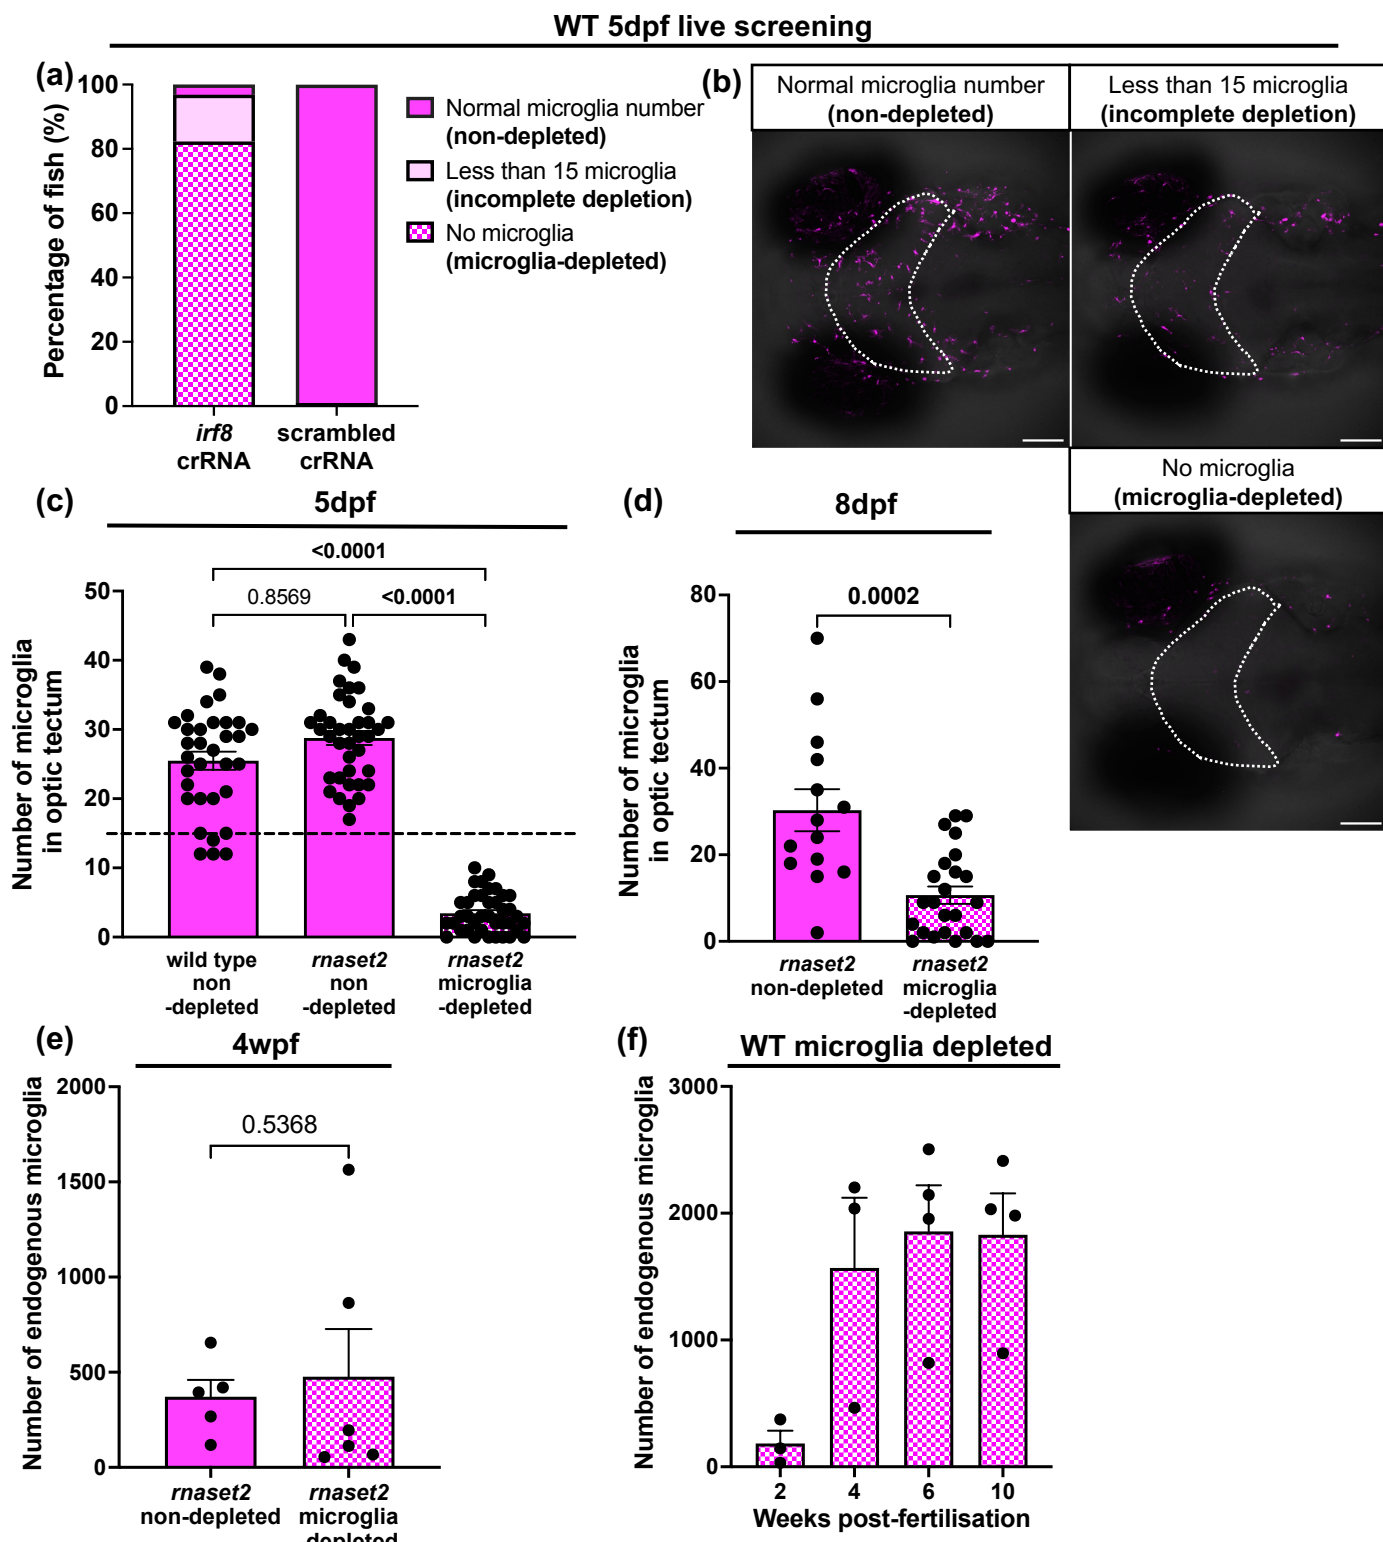 WT 5dpf live screening
(a)
100
80
60
40
20
0
Percentage of fish (%)
irf8
crRNA
scrambled
crRNA
Normal microglia number
(non-depleted)
Less than 15 microglia
(incomplete depletion)
No microglia
(microglia-depleted)
(b)
Normal microglia number
(non-depleted)
Less than 15 microglia
(incomplete depletion)
No microglia
(microglia-depleted)
(c)
5dpf
<0.0001
0.8569
<0.0001
50
40
30
20
10
0
Number of microglia
in optic tectum
wild type
non
-depleted
rnaset2
non
-depleted
rnaset2
microglia
-depleted
(d)
8dpf
0.0002
80
60
40
20
0
Number of microglia
in optic tectum
rnaset2
non-depleted
rnaset2
microglia
-depleted
(e)
4wpf
0.5368
2000
1500
1000
500
0
Number of endogenous microglia
rnaset2
non-depleted
rnaset2
microglia
depleted
(f)
WT microglia depleted
3000
2000
1000
0
Number of endogenous microglia
2
4
6
10
Weeks post-fertilisation